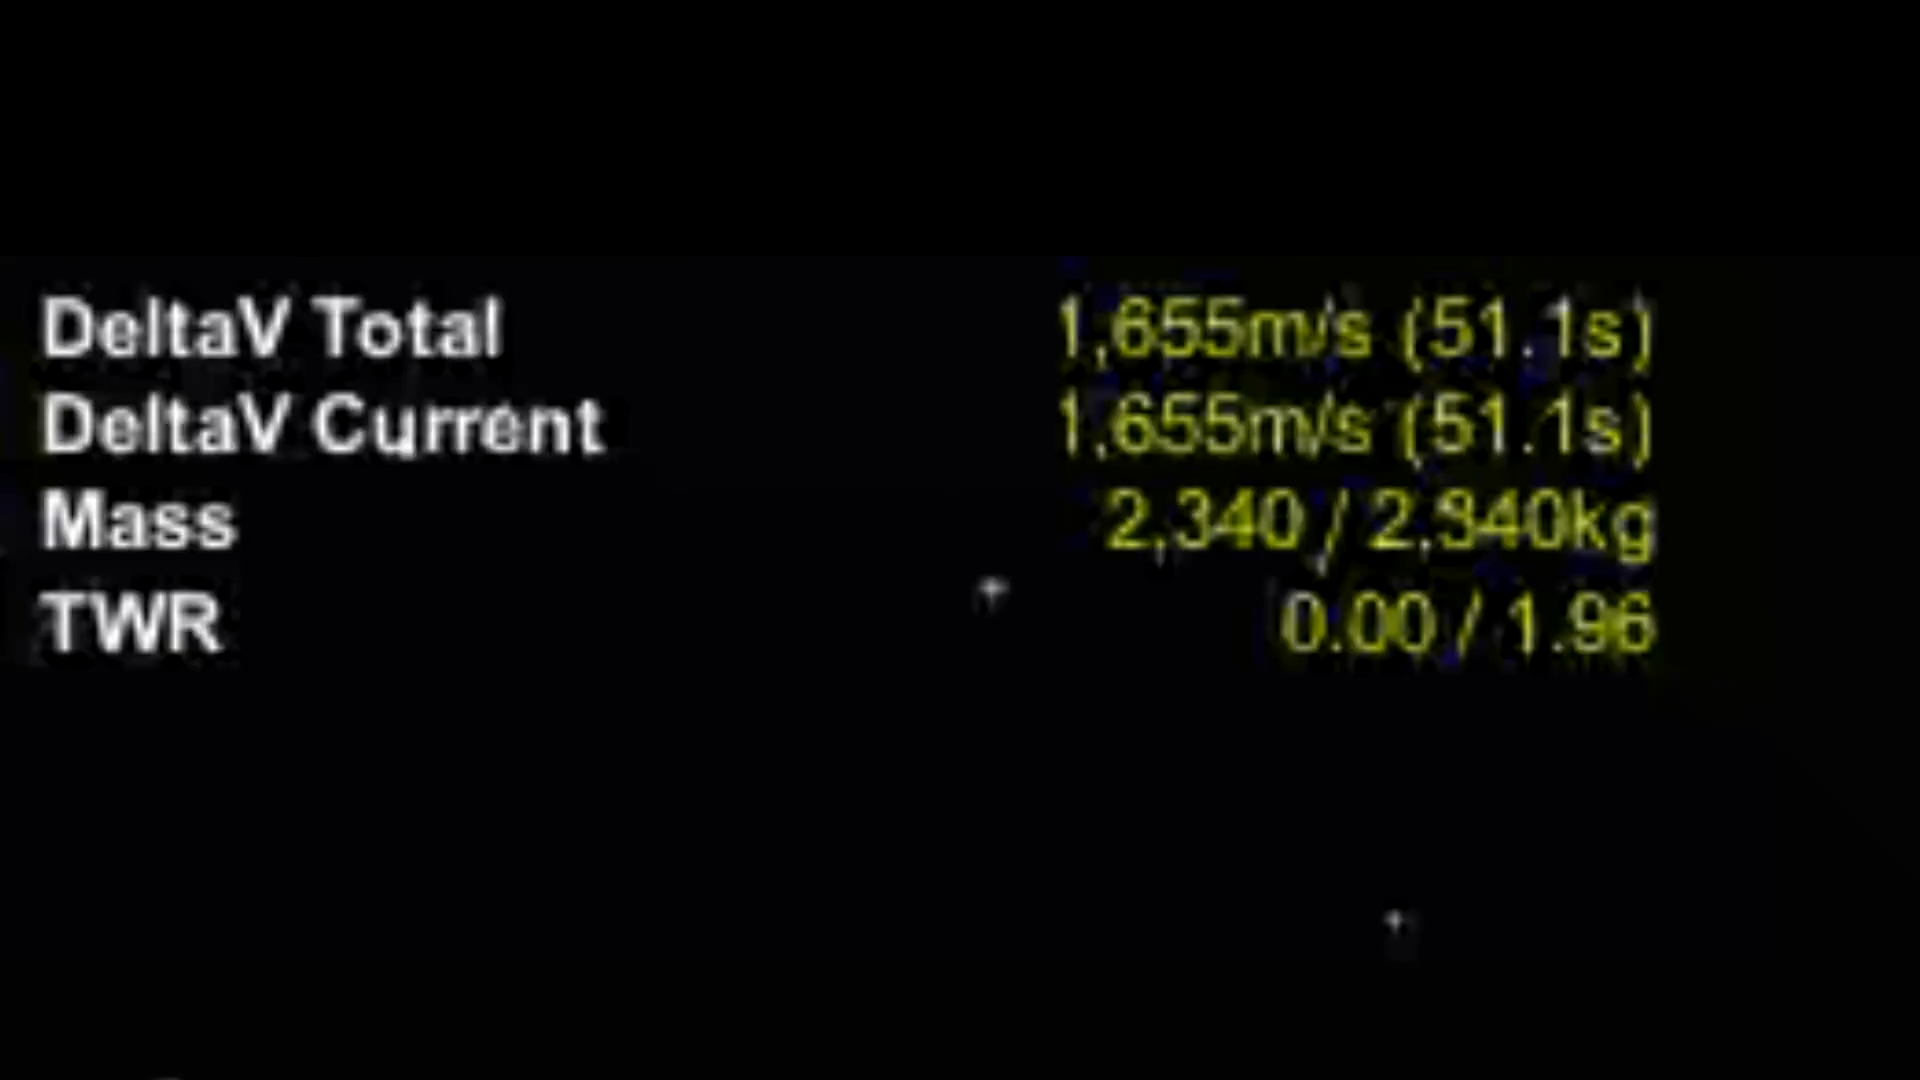 DeltaV Total 1,655m/s (51.1s)
DeltaV Current 1,655m/s (51.1s)
Mass 2,340 / 2,340kg
TWR 0.00 / 1.96